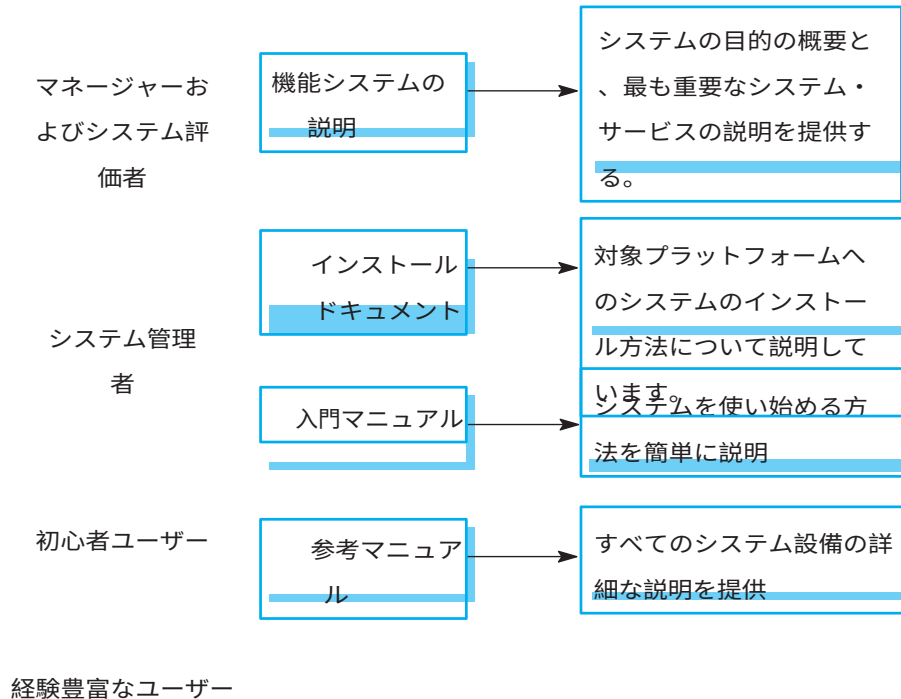 マネージャーお
よびシステム評
価者
機能システムの
説明
システムの目的の概要と
、最も重要なシステム・
サービスの説明を提供す
る。
システム管理
者
インストール
ドキュメント
対象プラットフォームへ
のシステムのインストー
ル方法について説明して
います。
入門マニュアル
システムを使い始める方
法を簡単に説明
初心者ユーザー
参考マニュア
ル
すべてのシステム設備の詳
細な説明を提供
経験豊富なユーザー